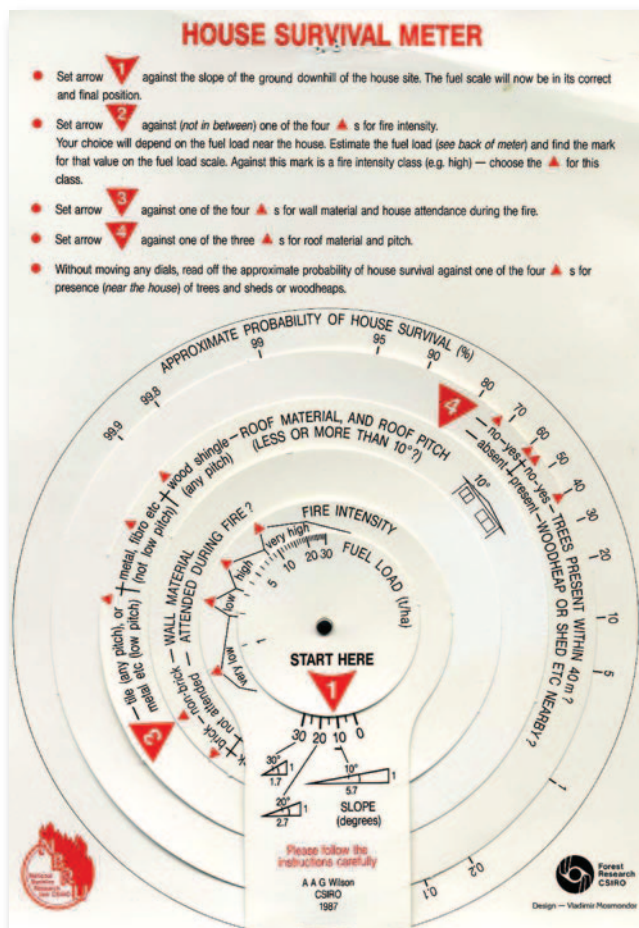 HOUSE SURVIVAL METER
Set arrow 1 against the slope of the ground downhill of the house site. The fuel scale will now be in its correct
and final position.
Set arrow 2 against (not in between) one of the four ▲ s for fire intensity.
Your choice will depend on the fuel load near the house. Estimate the fuel load (see back of meter) and find the mark
for that value on the fuel load scale. Against this mark is a fire intensity class (e.g. high) — choose the ▲ for this
class.
Set arrow 3 against one of the four ▲ s for wall material and house attendance during the fire.
Set arrow 4 against one of the three ▲ s for roof material and pitch.
Without moving any dials, read off the approximate probability of house survival against one of the four ▲ s for
presence (near the house) of trees and sheds or woodheaps.
APPROXIMATE PROBABILITY OF HOUSE SURVIVAL (%)
99.9 99.8 99 95 90 80 70 60 50 40 30 20 10 5 1 0.2 0.1
4
no–yes no–yes – TREES PRESENT WITHIN 40 m?
absent present – WOODHEAP OR SHED ETC NEARBY?
tile (any pitch), or metal, fibro etc wood shingle – ROOF MATERIAL, AND ROOF PITCH
metal etc (low pitch) (not low pitch) (any pitch) (LESS OR MORE THAN 10°?)
10°
3
brick – non-brick – WALL MATERIAL
not attended – ATTENDED DURING FIRE?
very low low high very high FIRE INTENSITY
1 5 10 20 30 FUEL LOAD (t/ha)
START HERE
1
30 20 10 0
30° 1 1.7
10° 1 5.7
20° 1 2.7
SLOPE
(degrees)
Please follow the
instructions carefully
A A G Wilson
CSIRO
1987
NBRU
Forest
Research
CSIRO
Design — Vladimir Mosmondor